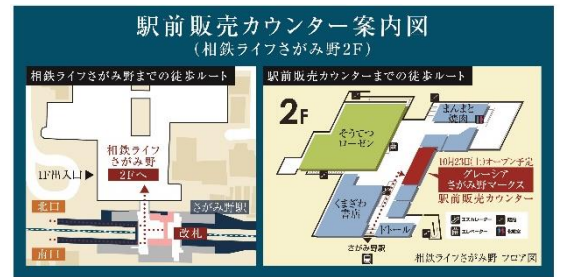 駅前販売カウンター案内図
(相鉄ライフさがみ野2F)
相鉄ライフさがみ野までの徒歩ルート
相鉄ライフ
さがみ野
2Fへ
1F出入口▶
北口
さがみ野駅
改札
南口
駅前販売カウンターまでの徒歩ルート
2F
そうてつ
ローゼン
まんまと
焼肉
10月23日(土)オープン予定
グレーシア
さがみ野マークス
駅前販売カウンター
くまざわ
書店
ドトール
さがみ野駅
エスカレーター
エレベーター
化粧室
相鉄ライフさがみ野 フロア図